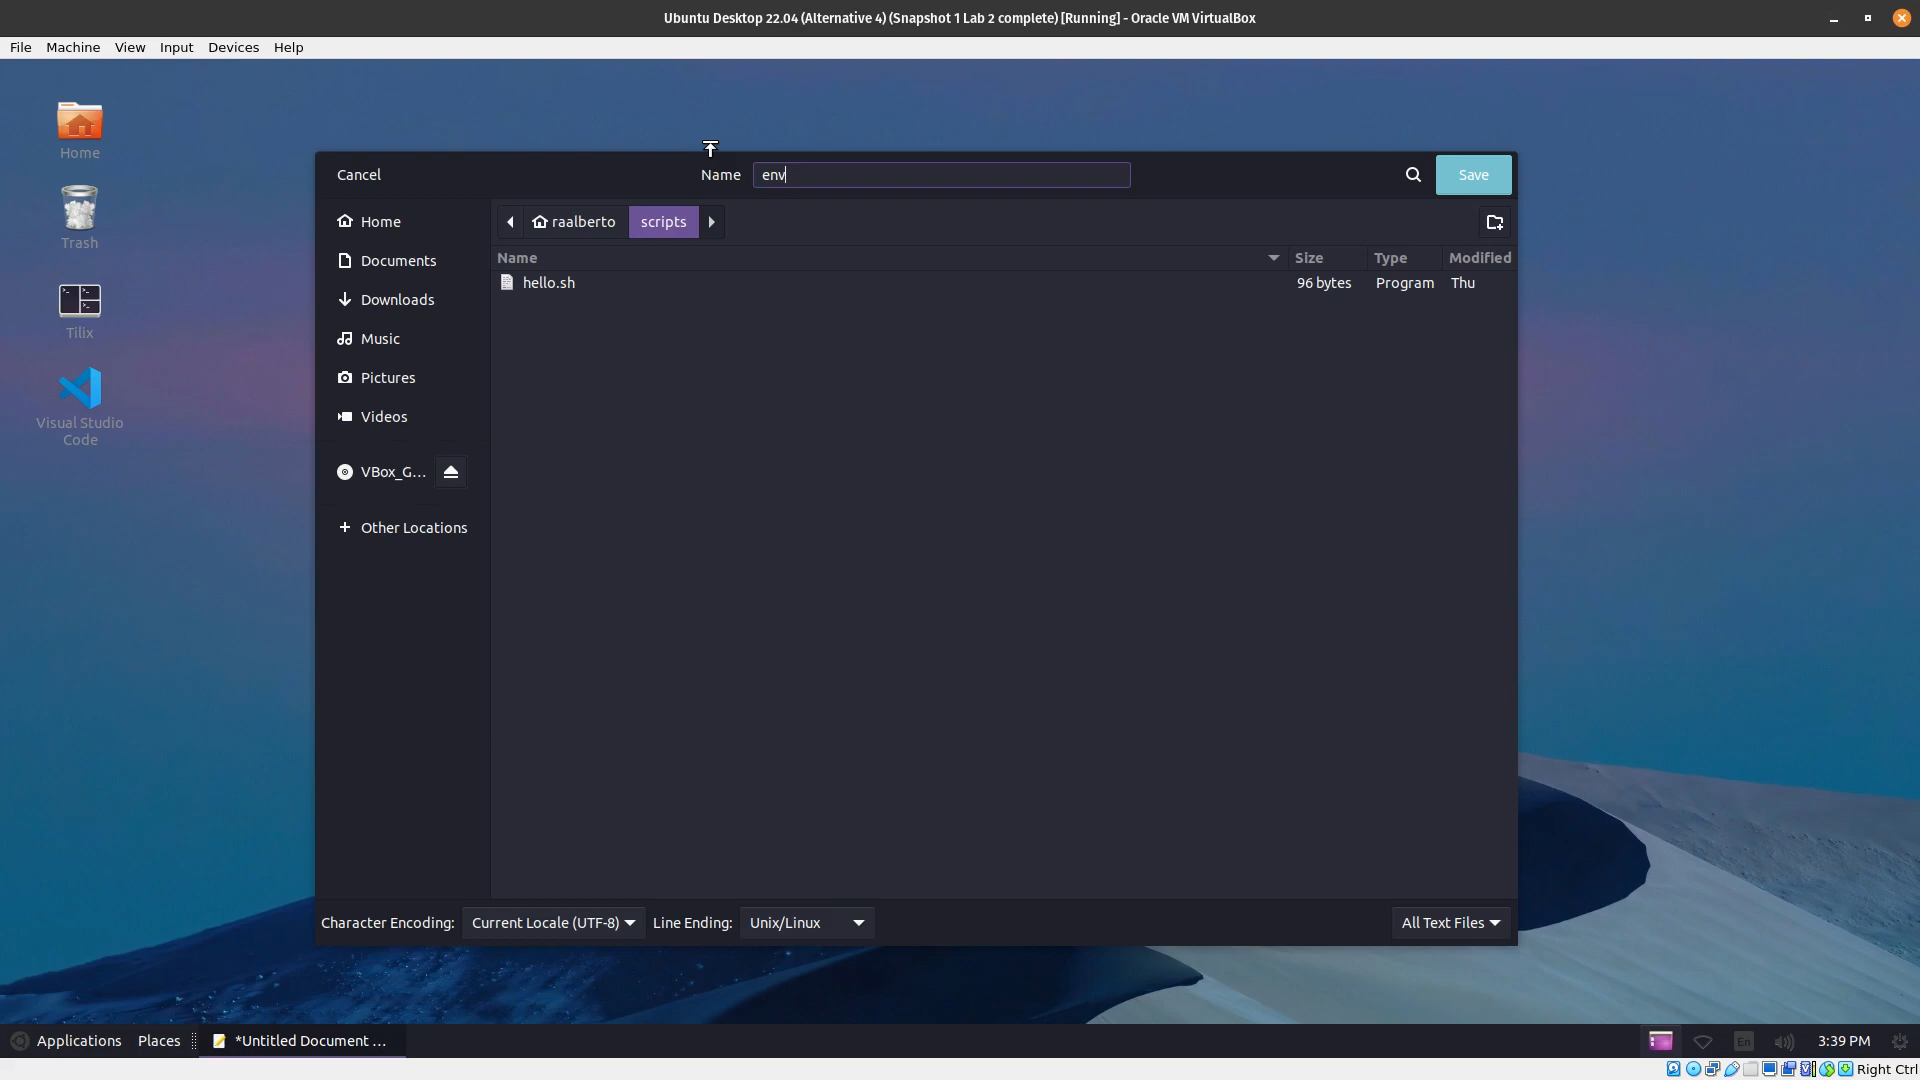 Ubuntu Desktop 22.04 (Alternative 4) (Snapshot 1 Lab 2 complete) [Running] - Oracle VM VirtualBox
File Machine View Input Devices Help
Home
Trash
Tilix
Visual Studio
Code
Cancel Name env Save
raalberto scripts
Home
Documents
Downloads
Music
Pictures
Videos
VBox_G...
Other Locations
Name Size Type Modified
hello.sh 96 bytes Program Thu
Character Encoding: Current Locale (UTF-8) Line Ending: Unix/Linux All Text Files
Applications Places *Untitled Document ... En 3:39 PM
Right Ctrl